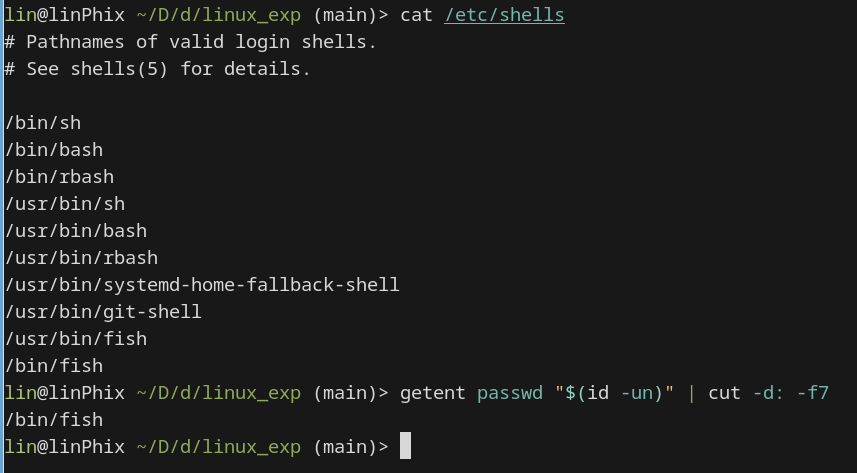 lin@linPhix ~/D/d/linux_exp (main)> cat /etc/shells
# Pathnames of valid login shells.
# See shells(5) for details.

/bin/sh
/bin/bash
/bin/rbash
/usr/bin/sh
/usr/bin/bash
/usr/bin/rbash
/usr/bin/systemd-home-fallback-shell
/usr/bin/git-shell
/usr/bin/fish
/bin/fish
lin@linPhix ~/D/d/linux_exp (main)> getent passwd "$(id -un)" | cut -d: -f7
/bin/fish
lin@linPhix ~/D/d/linux_exp (main)>